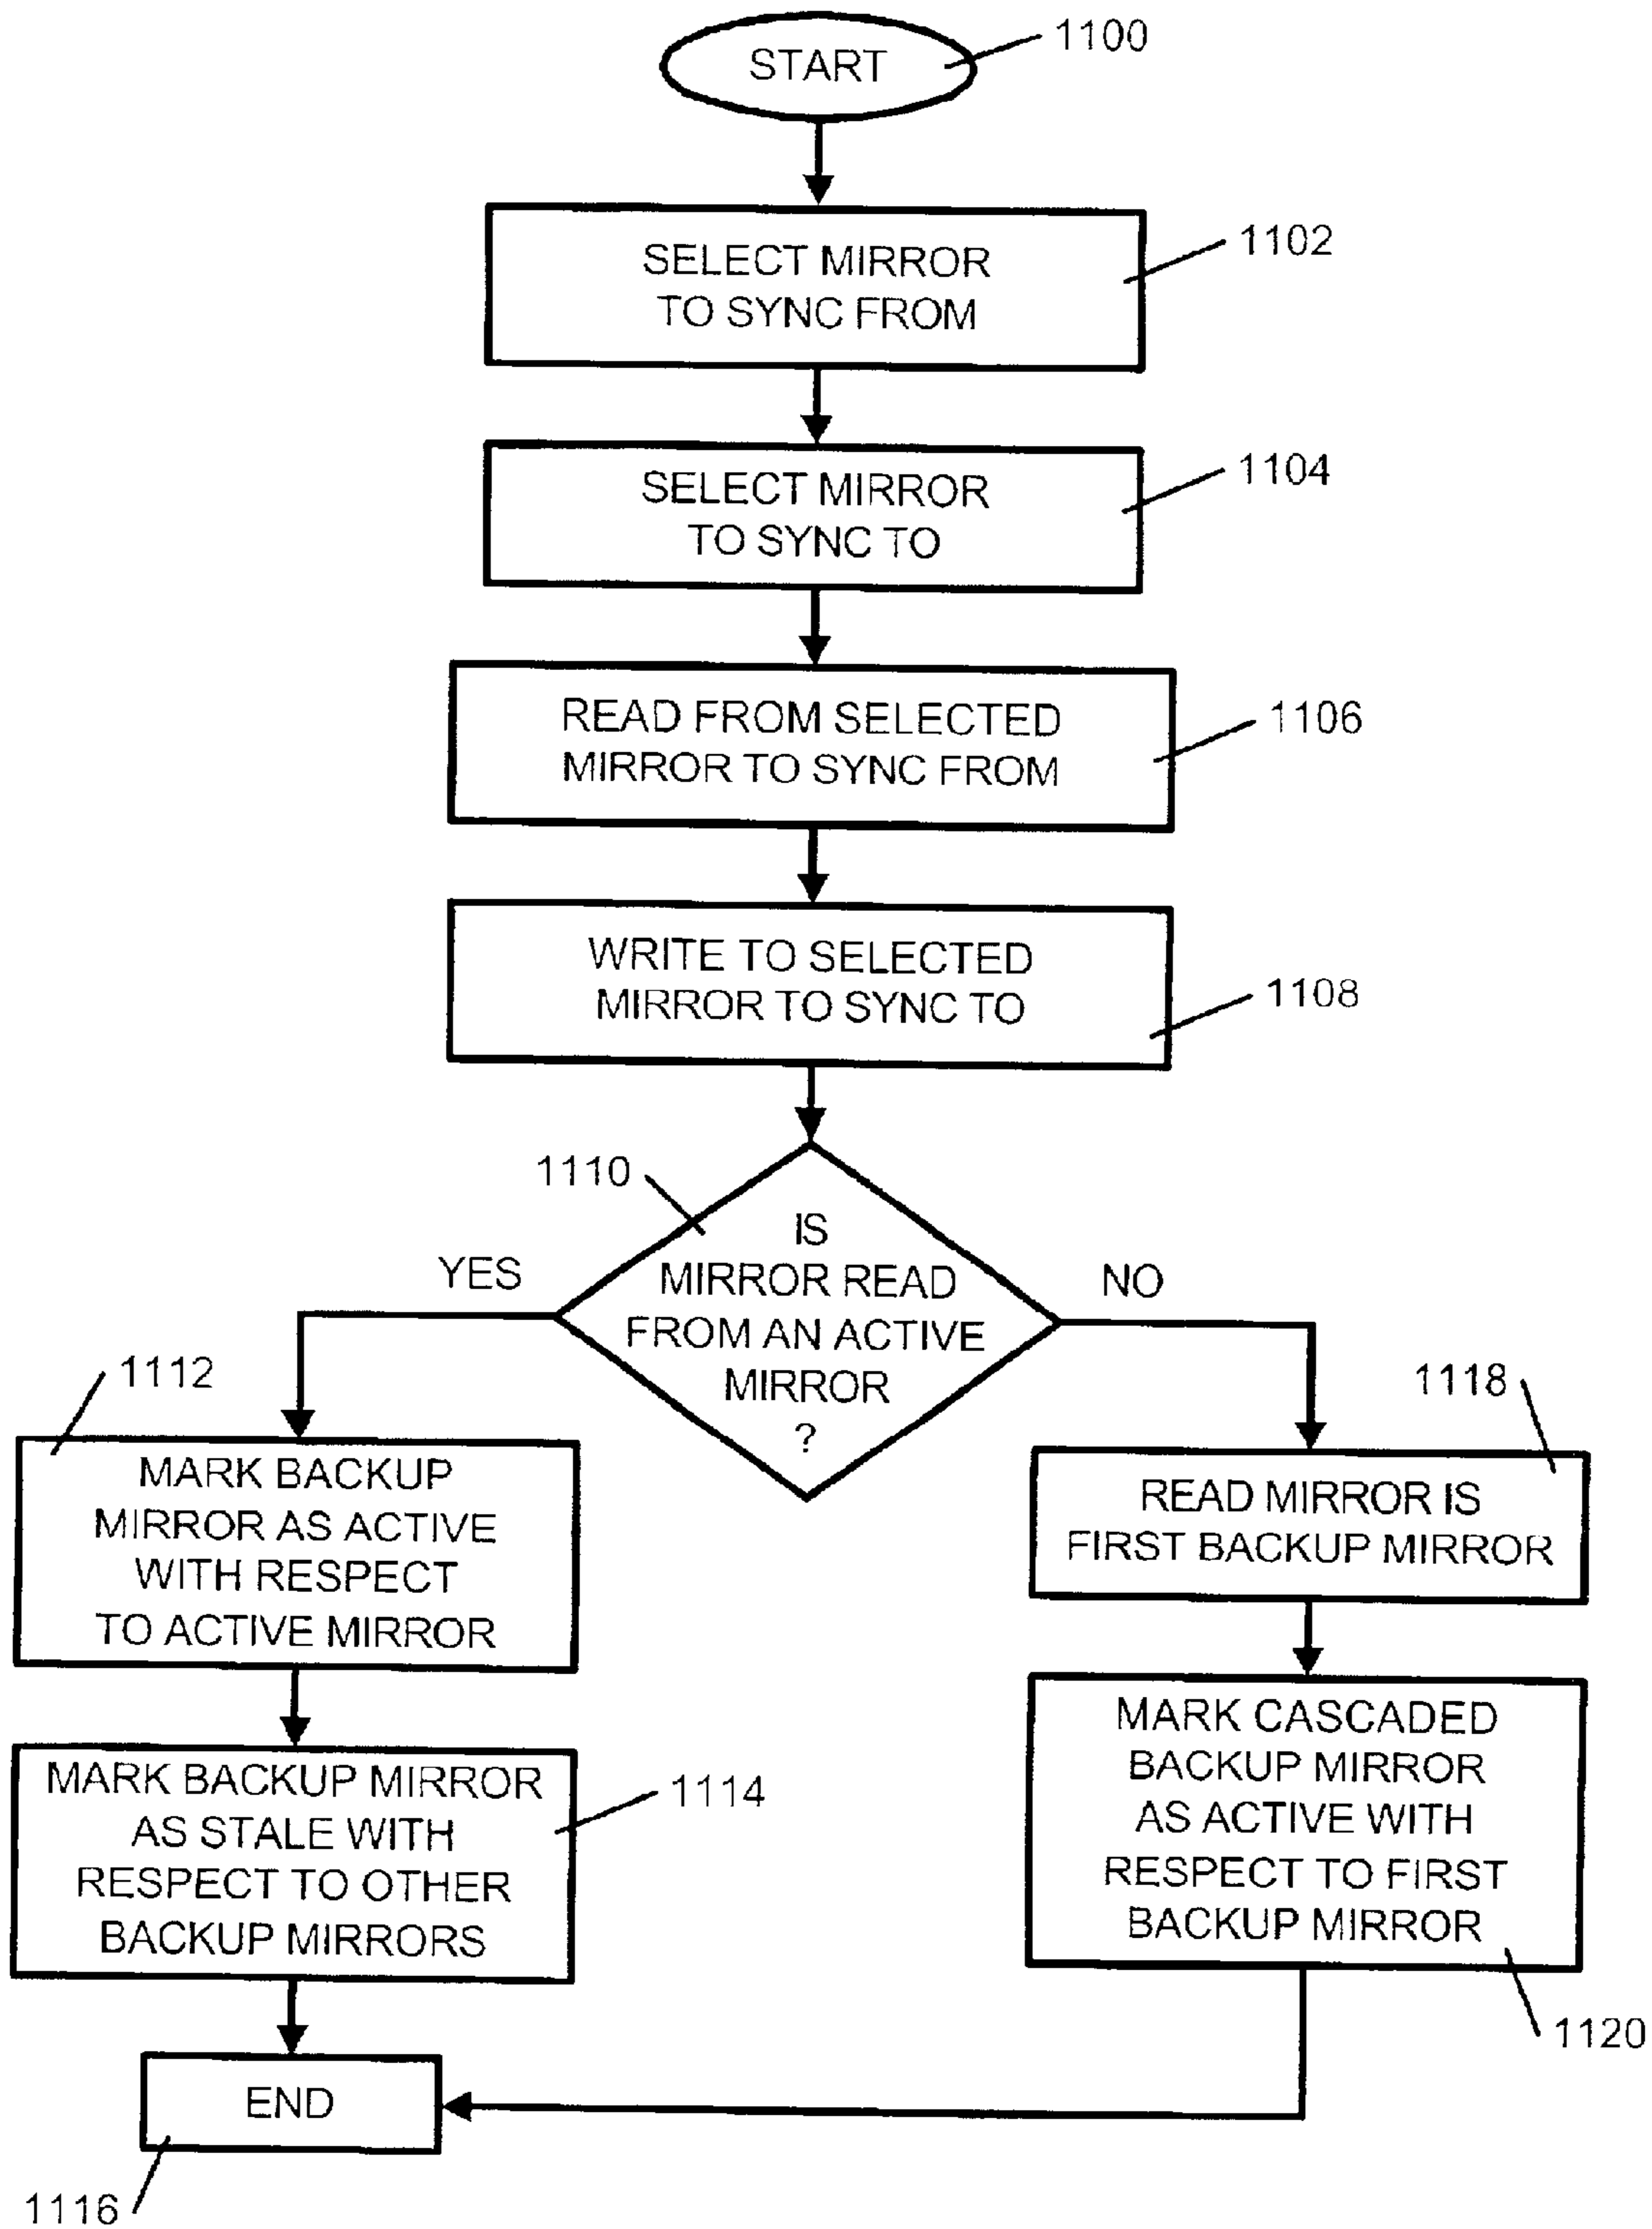 START
1100
SELECT MIRROR
TO SYNC FROM
1102
SELECT MIRROR
TO SYNC TO
1104
READ FROM SELECTED
MIRROR TO SYNC FROM
1106
WRITE TO SELECTED
MIRROR TO SYNC TO
1108
1110
IS
MIRROR READ
FROM AN ACTIVE
MIRROR
?
YES
NO
1112
MARK BACKUP
MIRROR AS ACTIVE
WITH RESPECT
TO ACTIVE MIRROR
1118
READ MIRROR IS
FIRST BACKUP MIRROR
MARK BACKUP MIRROR
AS STALE WITH
RESPECT TO OTHER
BACKUP MIRRORS
1114
MARK CASCADED
BACKUP MIRROR
AS ACTIVE WITH
RESPECT TO FIRST
BACKUP MIRROR
1120
END
1116